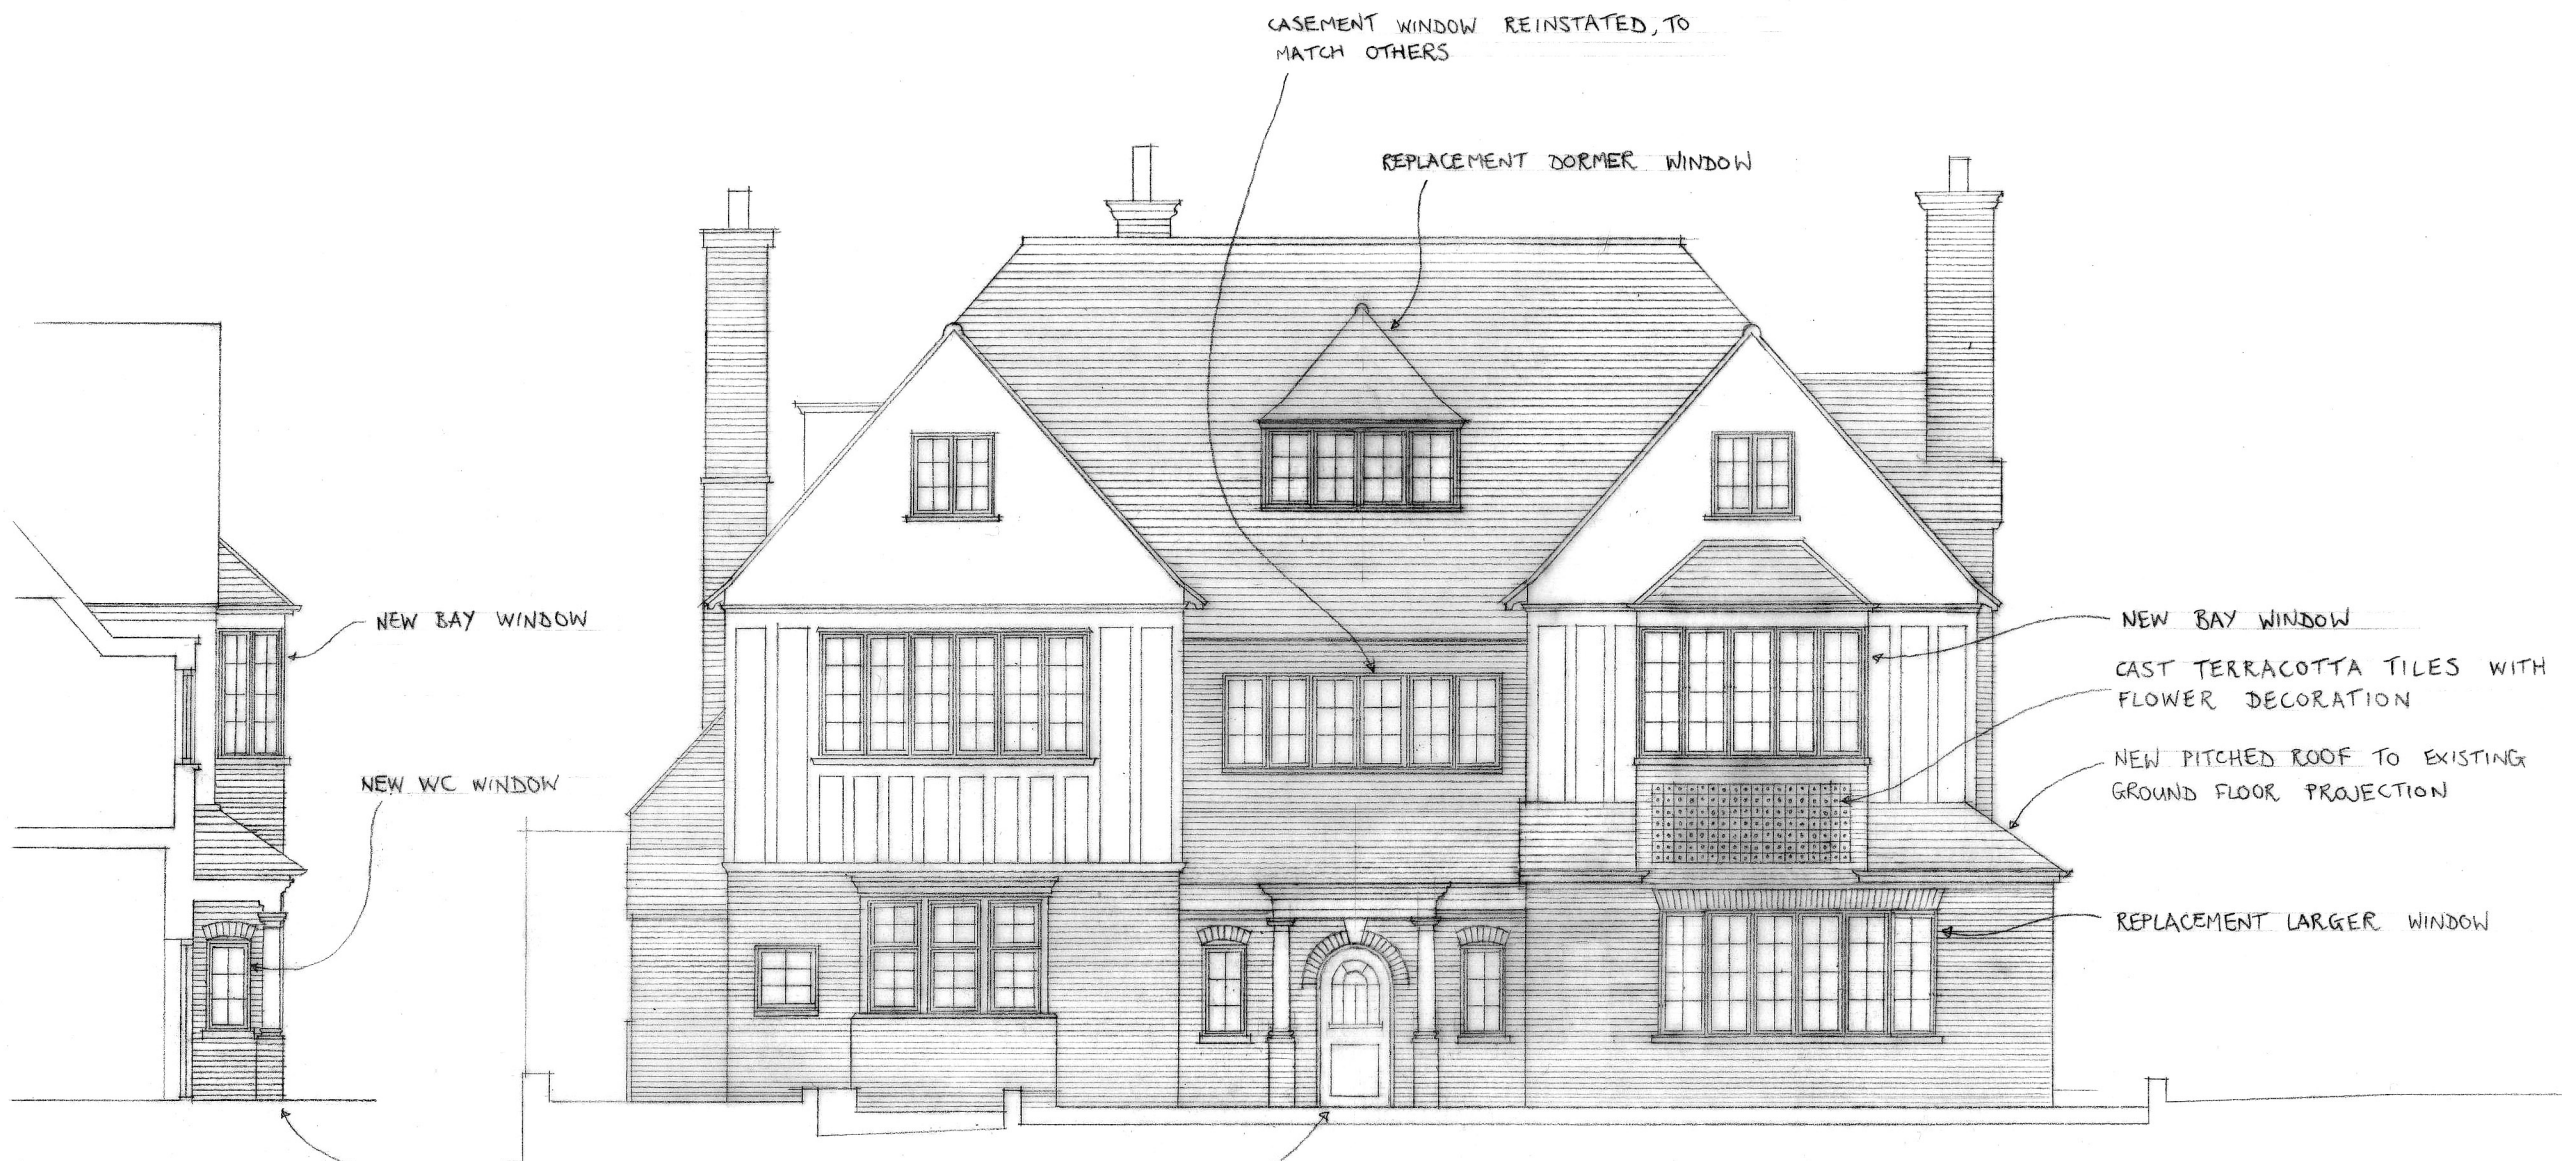 CASEMENT WINDOW REINSTATED, TO
MATCH OTHERS
REPLACEMENT DORMER WINDOW
NEW BAY WINDOW
NEW WC WINDOW
NEW BAY WINDOW
CAST TERRACOTTA TILES WITH
FLOWER DECORATION
NEW PITCHED ROOF TO EXISTING
GROUND FLOOR PROJECTION
REPLACEMENT LARGER WINDOW